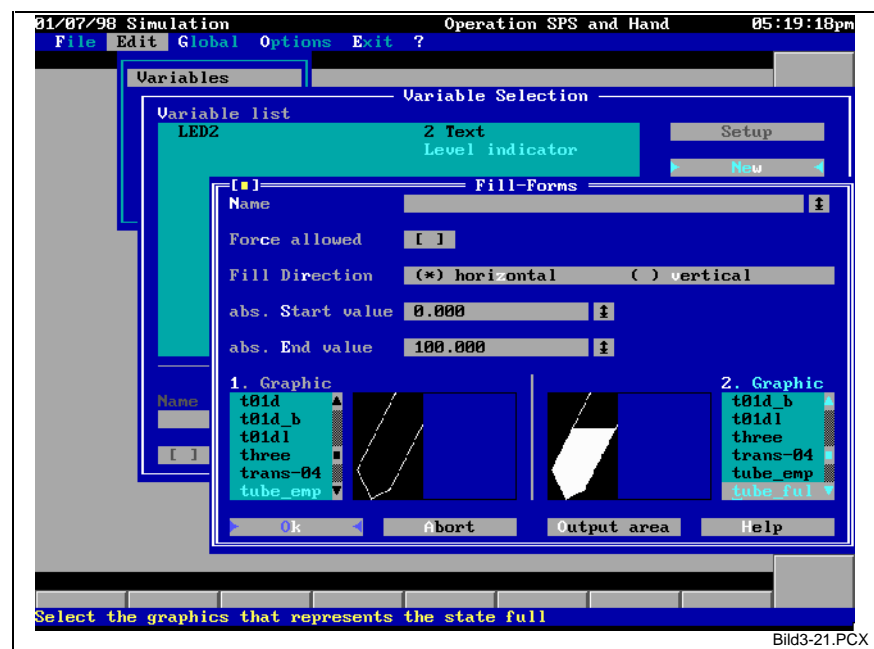 01/07/98 Simulation Operation SPS and Hand 05:19:18pm
File Edit Global Options Exit ?
Variables
Variable Selection
Variable list
LED2 2 Text Setup
Level indicator
New
[■] Fill-Forms
Name
Force allowed [ ]
Fill Direction (*) horizontal ( ) vertical
abs. Start value 0.000
abs. End value 100.000
1. Graphic 2. Graphic
Name
t01d t01d_b
t01d_b t01dl
t01dl three
[ ] three trans-04
trans-04 tube_emp
tube_emp tube_ful
Ok Abort Output area Help
Select the graphics that represents the state full
Bild3-21.PCX